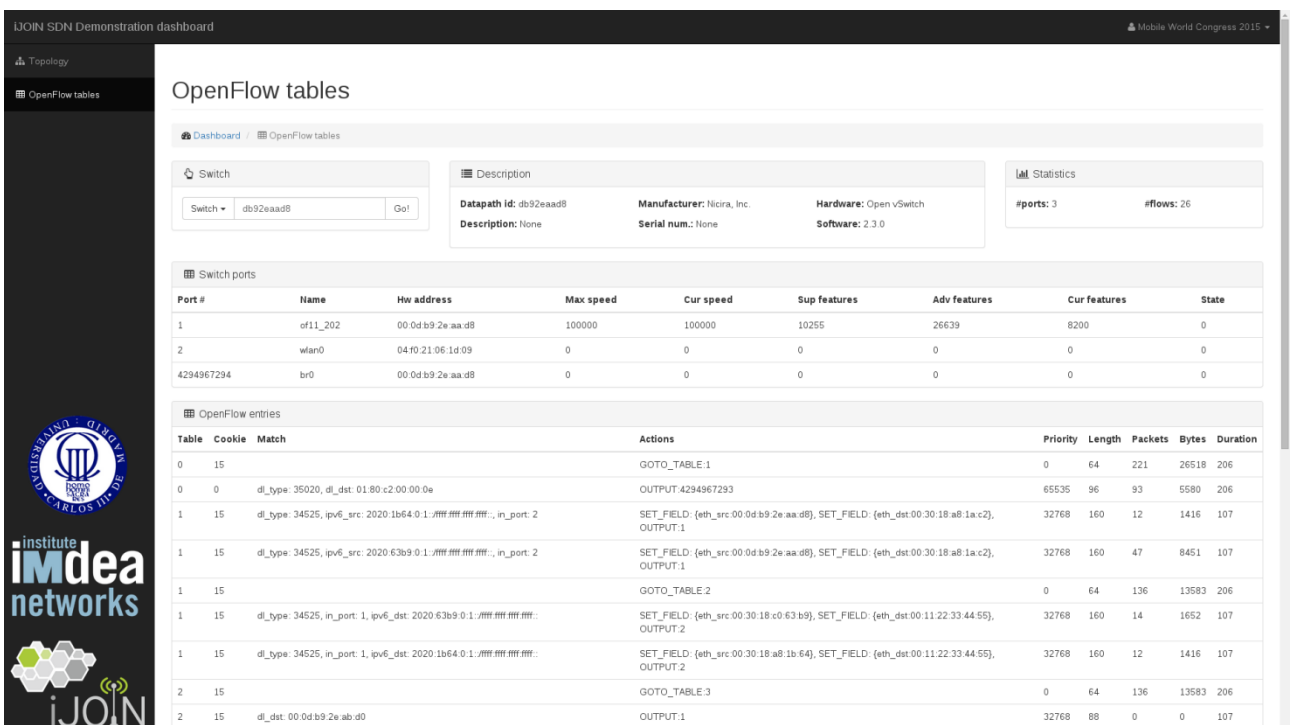 iJOIN SDN Demonstration dashboard
Mobile World Congress 2015
Topology
OpenFlow tables
OpenFlow tables
Dashboard / OpenFlow tables
Switch
Switch db92eaad8 Go!
Description
Datapath id: db92eaad8 Manufacturer: Nicira, Inc. Hardware: Open vSwitch
Description: None Serial num.: None Software: 2.3.0
Statistics
#ports: 3 #flows: 26
Switch ports
Port # Name Hw address Max speed Cur speed Sup features Adv features Cur features State
1 of11_202 00:0d:b9:2e:aa:d8 100000 100000 10255 26639 8200 0
2 wlan0 04:f0:21:06:1d:09 0 0 0 0 0 0
4294967294 br0 00:0d:b9:2e:aa:d8 0 0 0 0 0 0
OpenFlow entries
Table Cookie Match Actions Priority Length Packets Bytes Duration
0 15 GOTO_TABLE:1 0 64 221 26518 206
0 0 dl_type: 35020, dl_dst: 01:80:c2:00:00:0e OUTPUT:4294967293 65535 96 93 5580 206
1 15 dl_type: 34525, ipv6_src: 2020:1b64:0:1::/ffff:ffff:ffff:ffff::, in_port: 2 SET_FIELD: {eth_src:00:0d:b9:2e:aa:d8}, SET_FIELD: {eth_dst:00:30:18:a8:1a:c2}, 32768 160 12 1416 107
OUTPUT:1
1 15 dl_type: 34525, ipv6_src: 2020:63b9:0:1::/ffff:ffff:ffff:ffff::, in_port: 2 SET_FIELD: {eth_src:00:0d:b9:2e:aa:d8}, SET_FIELD: {eth_dst:00:30:18:a8:1a:c2}, 32768 160 47 8451 107
OUTPUT:1
1 15 GOTO_TABLE:2 0 64 136 13583 206
1 15 dl_type: 34525, in_port: 1, ipv6_dst: 2020:63b9:0:1::/ffff:ffff:ffff:ffff:: SET_FIELD: {eth_src:00:30:18:c0:63:b9}, SET_FIELD: {eth_dst:00:11:22:33:44:55}, 32768 160 14 1652 107
OUTPUT:2
1 15 dl_type: 34525, in_port: 1, ipv6_dst: 2020:1b64:0:1::/ffff:ffff:ffff:ffff:: SET_FIELD: {eth_src:00:30:18:a8:1b:64}, SET_FIELD: {eth_dst:00:11:22:33:44:55}, 32768 160 12 1416 107
OUTPUT:2
2 15 GOTO_TABLE:3 0 64 136 13583 206
2 15 dl_dst: 00:0d:b9:2e:ab:d0 OUTPUT:1 32768 88 0 0 107
UNIVERSIDAD CARLOS III DE MADRID
institute
iMdea
networks
iJOIN